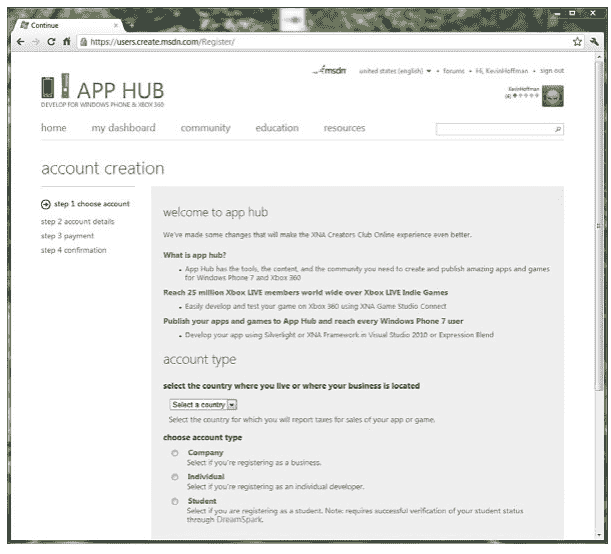 Continue
https://users.create.msdn.com/Register/
msdn united states (english) • forums • Hi, KevinHoffman • sign out
APP HUB
DEVELOP FOR WINDOWS PHONE & XBOX 360
KevinHoffman
home my dashboard community education resources
account creation
step 1 choose account
step 2 account details
step 3 payment
step 4 confirmation
welcome to app hub
We've made some changes that will make the XNA Creators Club Online experience even better.
What is app hub?
• App Hub has the tools, the content, and the community you need to create and publish amazing apps and games
for Windows Phone 7 and Xbox 360
Reach 25 million Xbox LIVE members world wide over Xbox LIVE Indie Games
• Easily develop and test your game on Xbox 360 using XNA Game Studio Connect
Publish your apps and games to App Hub and reach every Windows Phone 7 user
• Develop your app using Silverlight or XNA Framework in Visual Studio 2010 or Expression Blend
account type
select the country where you live or where your business is located
Select a country
Select the country for which you will report taxes for sales of your app or game.
choose account type
Company
Select if you're registering as a business.
Individual
Select if you're registering as an individual developer.
Student
Select if you are registering as a student. Note: requires successful verification of your student status
through DreamSpark.